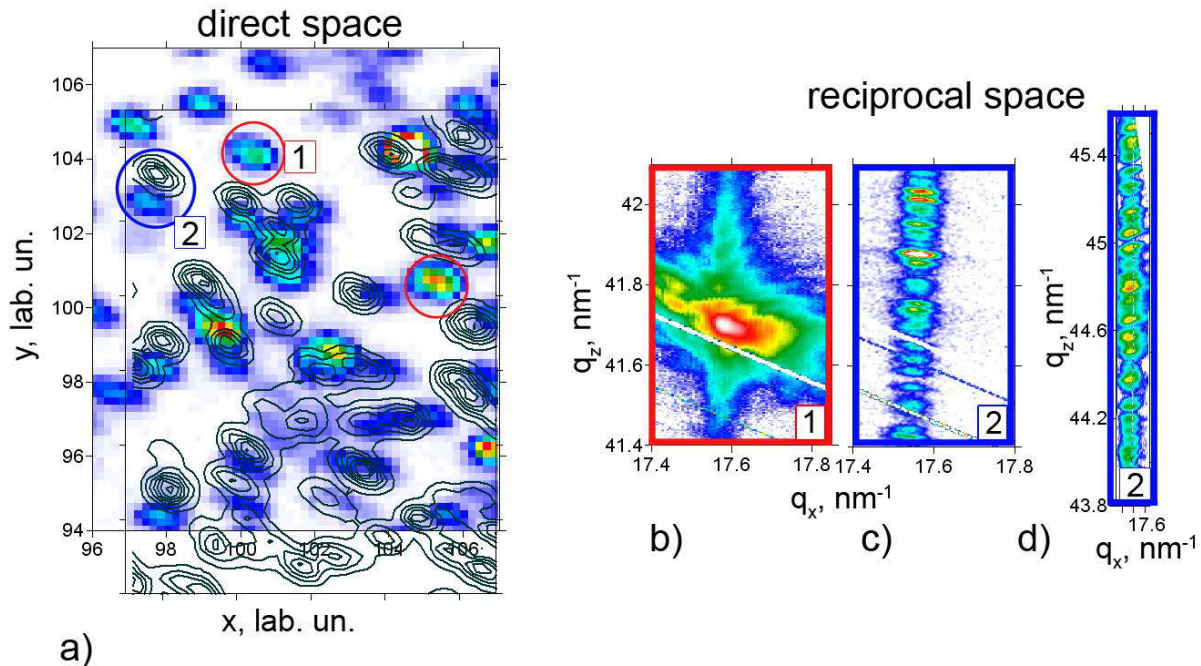 direct space
106
104
102
100
98
96
94
96
98
100
102
104
106
y, lab. un.
x, lab. un.
1
2
a)
reciprocal space
42
41.8
41.6
41.4
17.4
17.6
17.8
q_z, nm⁻¹
1
b)
17.4
17.6
17.8
q_x, nm⁻¹
2
c)
45.4
45
44.6
44.2
43.8
q_z, nm⁻¹
2
17.6
q_x, nm⁻¹
d)